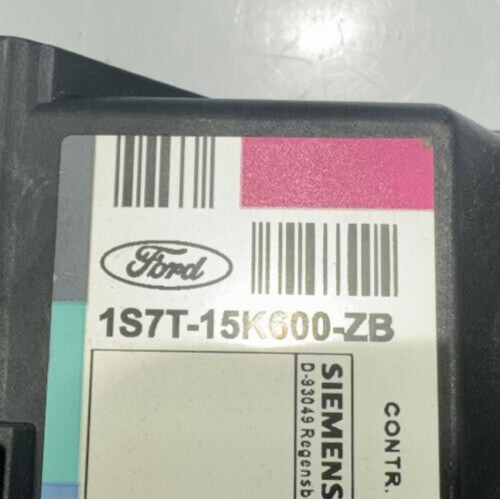 Ford
1S7T-15K600-ZB
SIEMENS
D-93049 Regensb
CONTR.